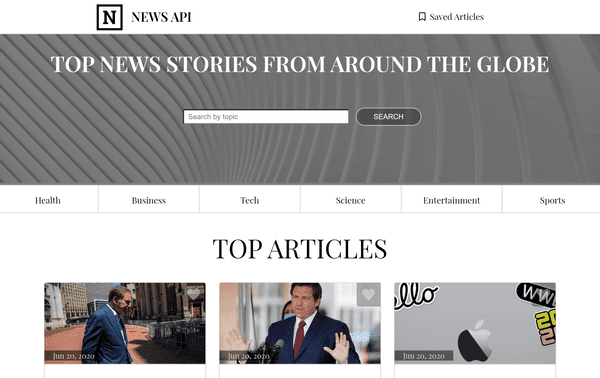 N NEWS API
Saved Articles
TOP NEWS STORIES FROM AROUND THE GLOBE
Search by topic
SEARCH
Health
Business
Tech
Science
Entertainment
Sports
TOP ARTICLES
Jun 20, 2020
Jun 20, 2020
Jun 20, 2020